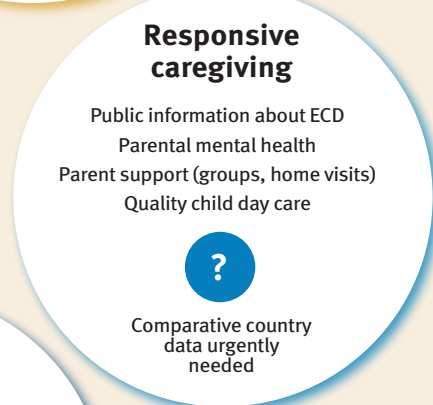 Responsive
caregiving
Public information about ECD
Parental mental health
Parent support (groups, home visits)
Quality child day care
?
Comparative country
data urgently
needed